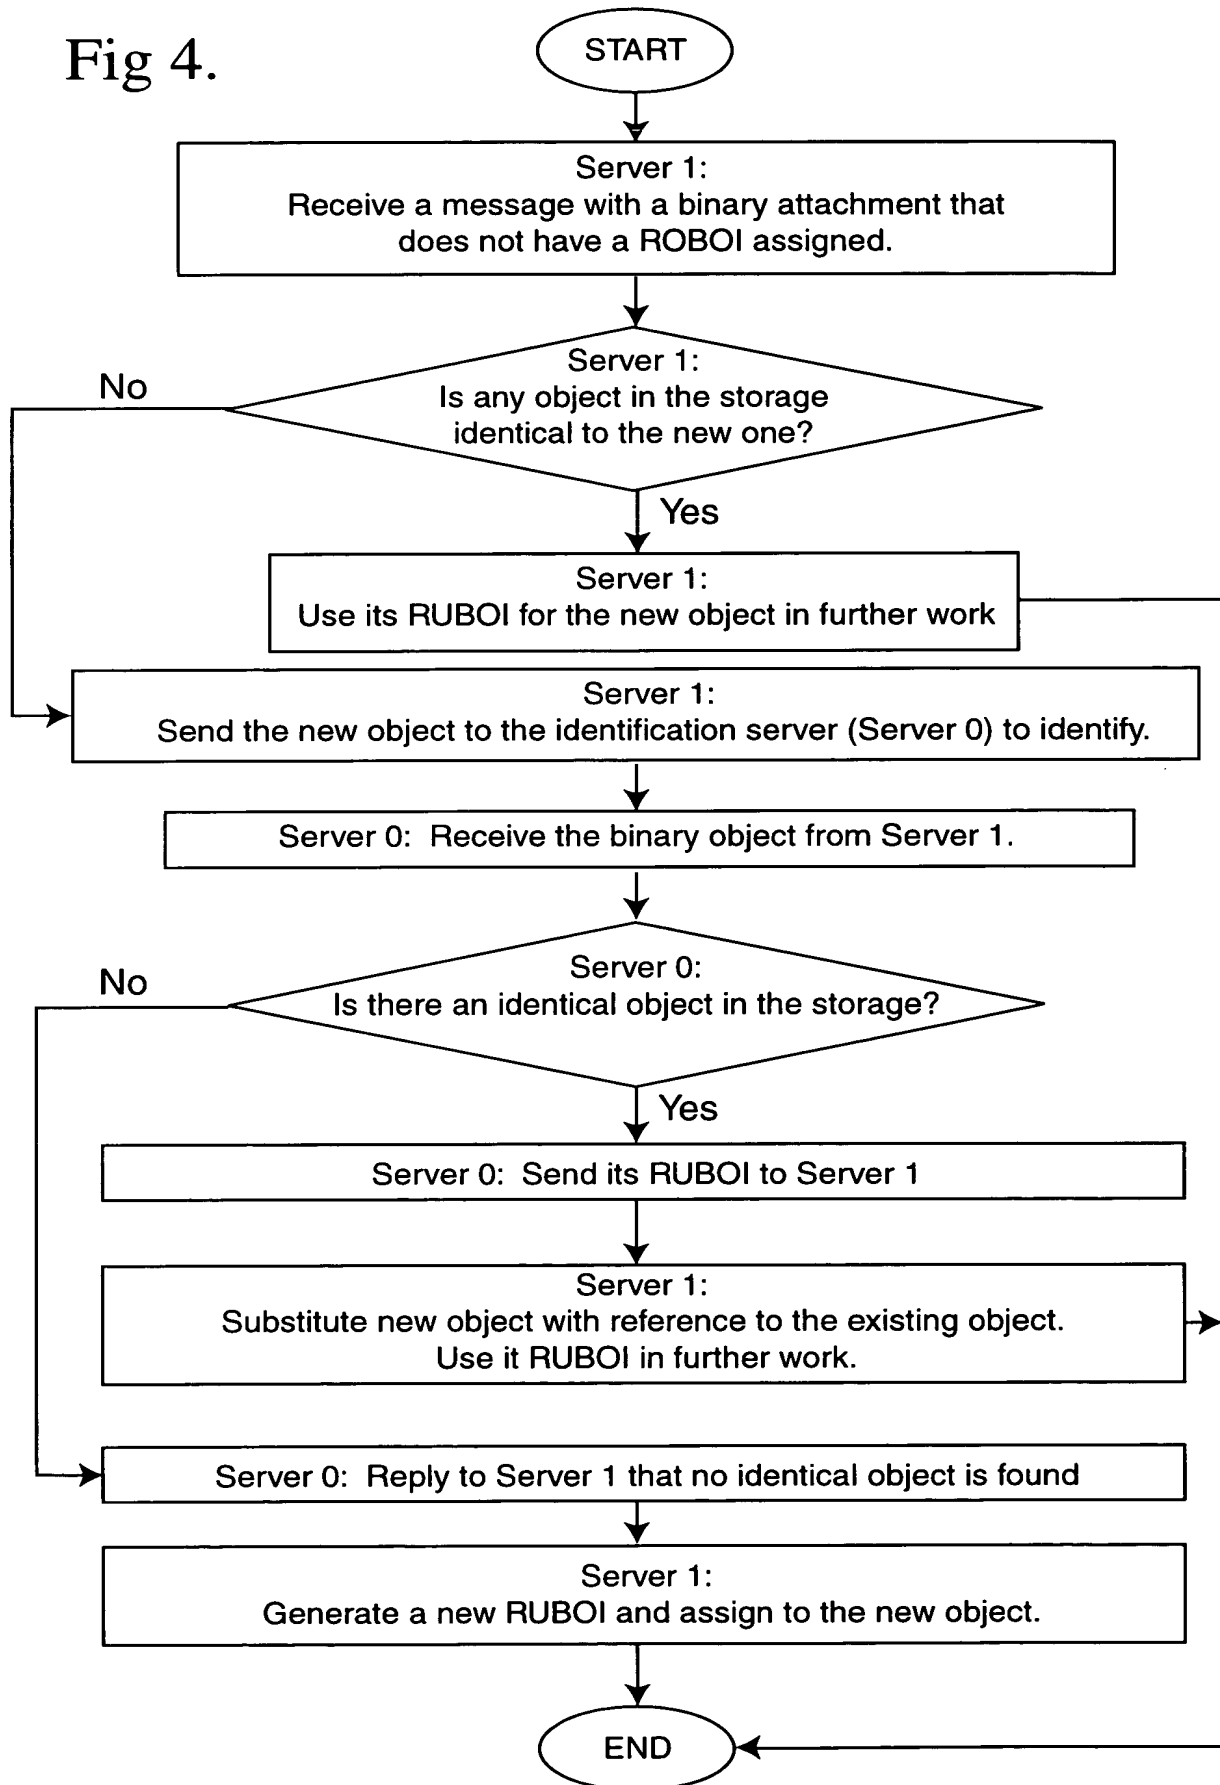 Fig 4.
START
Server 1:
Receive a message with a binary attachment that
does not have a ROBOI assigned.
Server 1:
Is any object in the storage
identical to the new one?
No
Yes
Server 1:
Use its RUBOI for the new object in further work
Server 1:
Send the new object to the identification server (Server 0) to identify.
Server 0: Receive the binary object from Server 1.
Server 0:
Is there an identical object in the storage?
No
Yes
Server 0: Send its RUBOI to Server 1
Server 1:
Substitute new object with reference to the existing object.
Use it RUBOI in further work.
Server 0: Reply to Server 1 that no identical object is found
Server 1:
Generate a new RUBOI and assign to the new object.
END